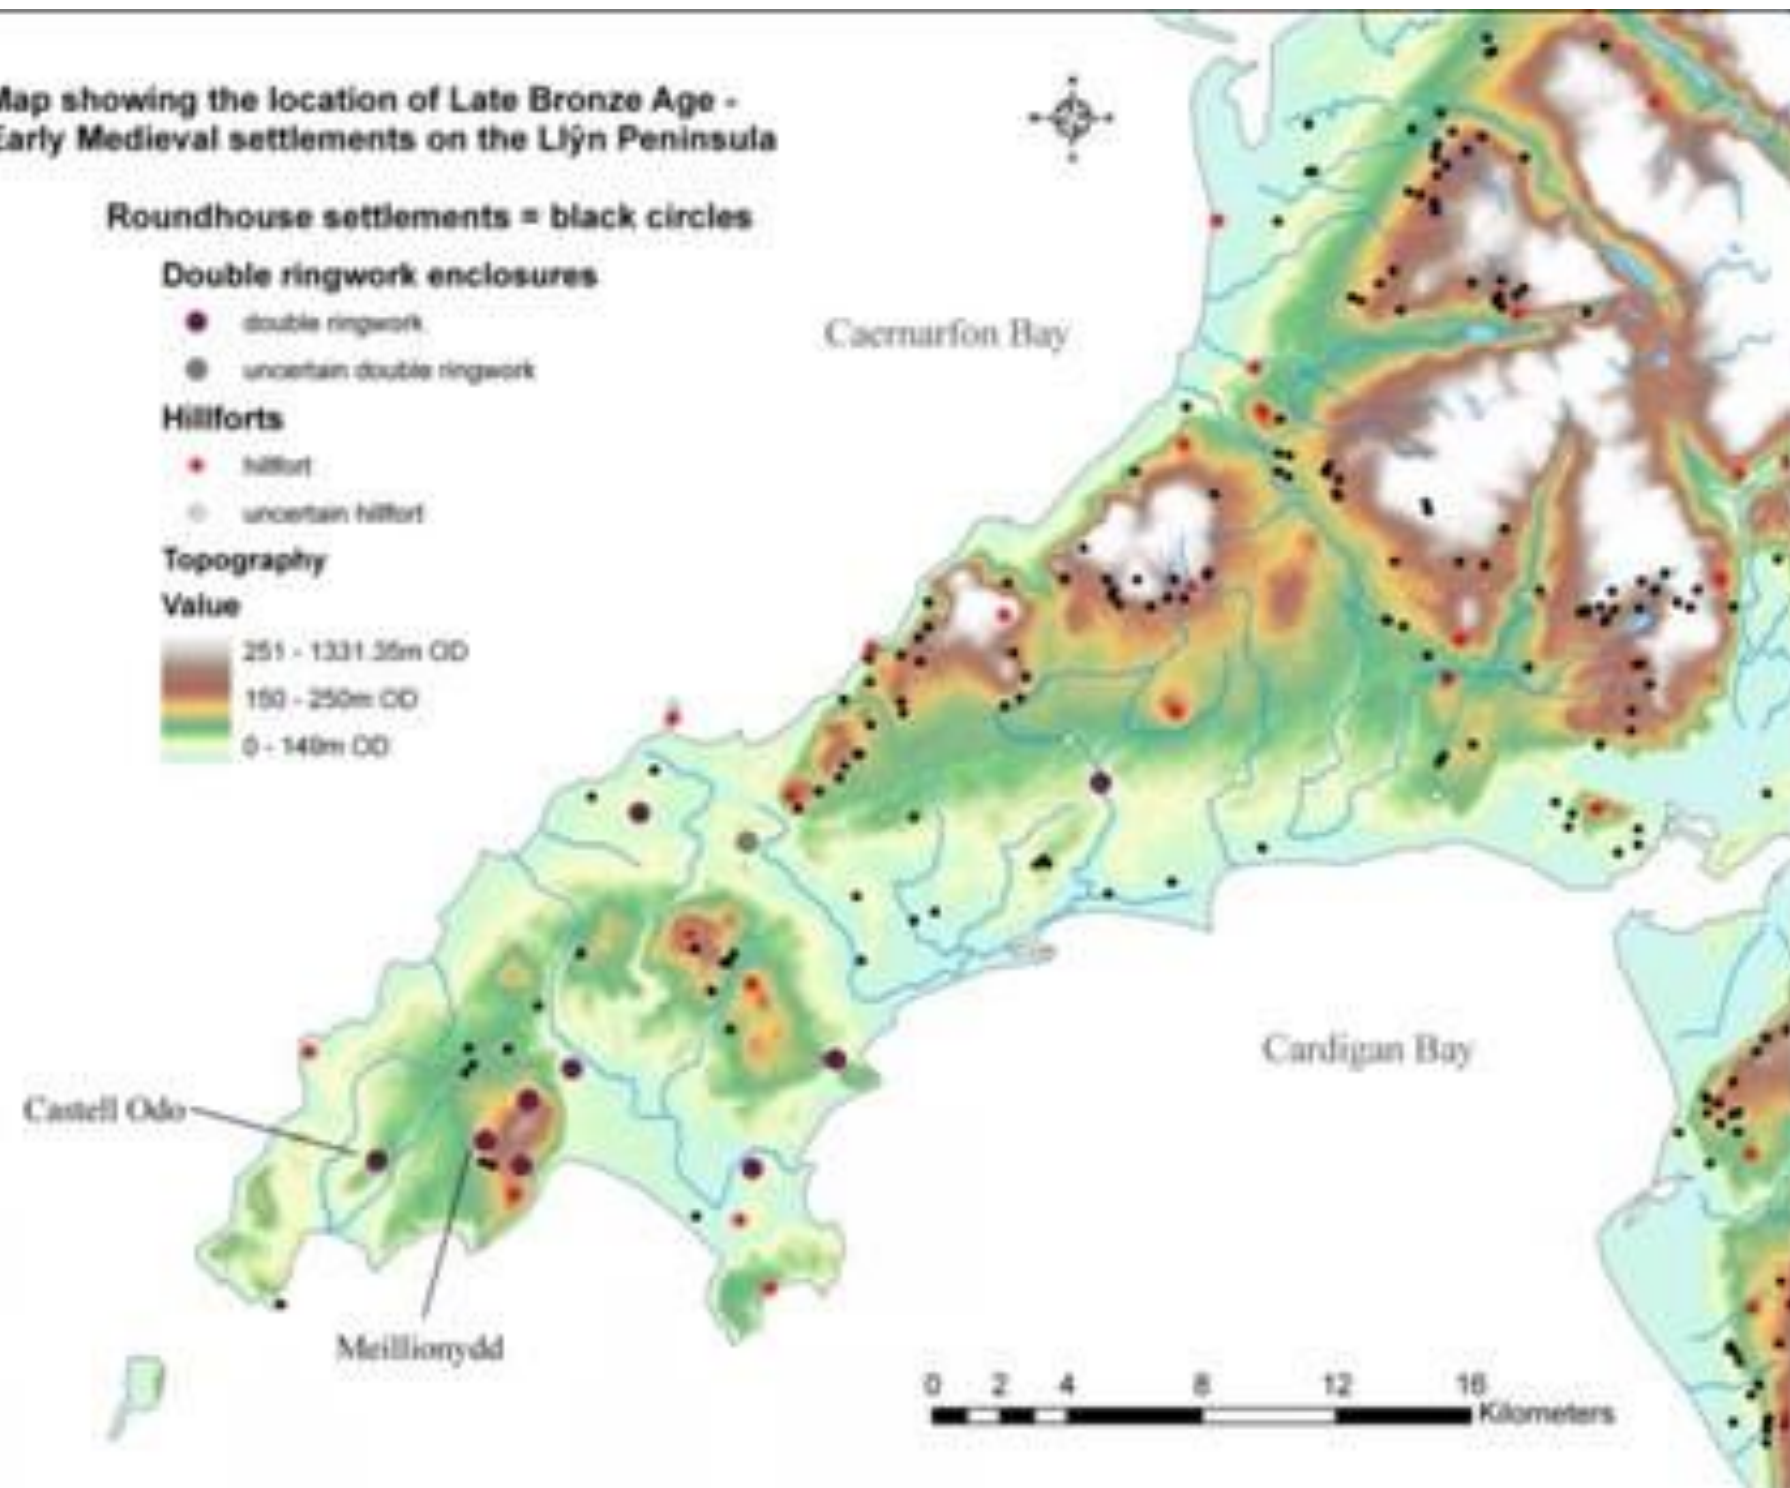 Map showing the location of Late Bronze Age -
Early Medieval settlements on the Llŷn Peninsula
Roundhouse settlements = black circles
Double ringwork enclosures
double ringwork
uncertain double ringwork
Hillforts
hillfort
uncertain hillfort
Topography
Value
251 - 1331.35m OD
150 - 250m OD
0 - 149m OD
Caernarfon Bay
Cardigan Bay
Castell Odo
Meillionydd
0 2 4 8 12 16
Kilometers